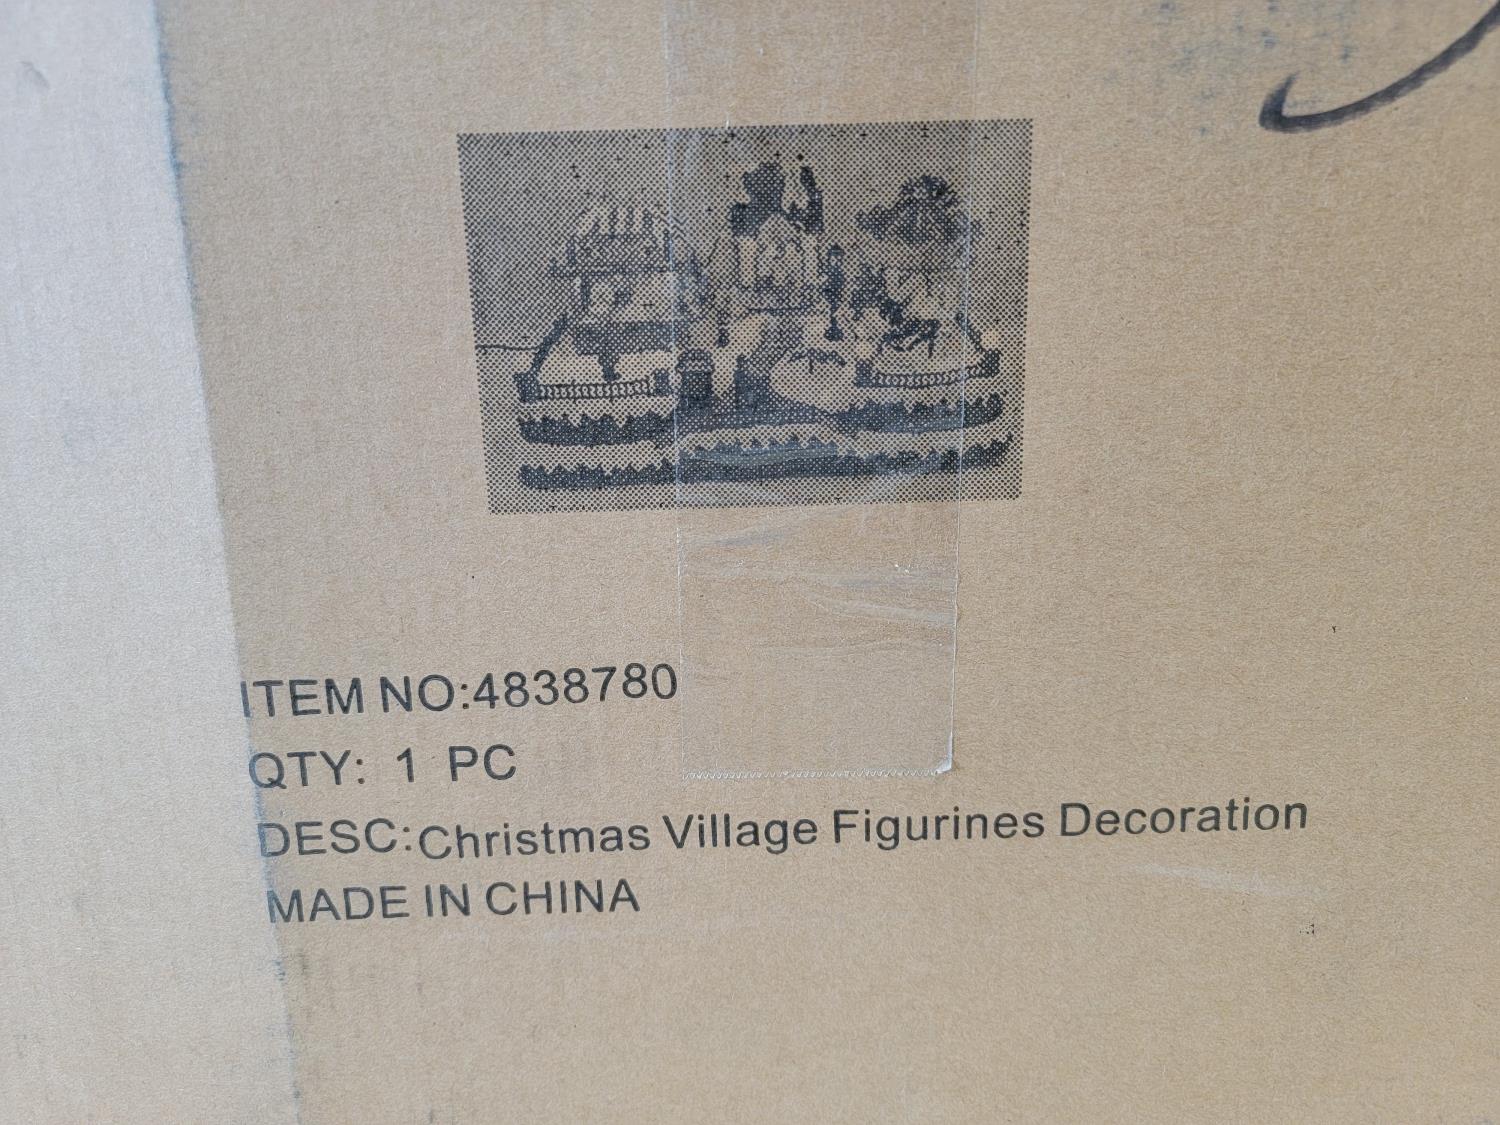 ITEM NO:4838780
QTY: 1 PC
DESC:Christmas Village Figurines Decoration
MADE IN CHINA